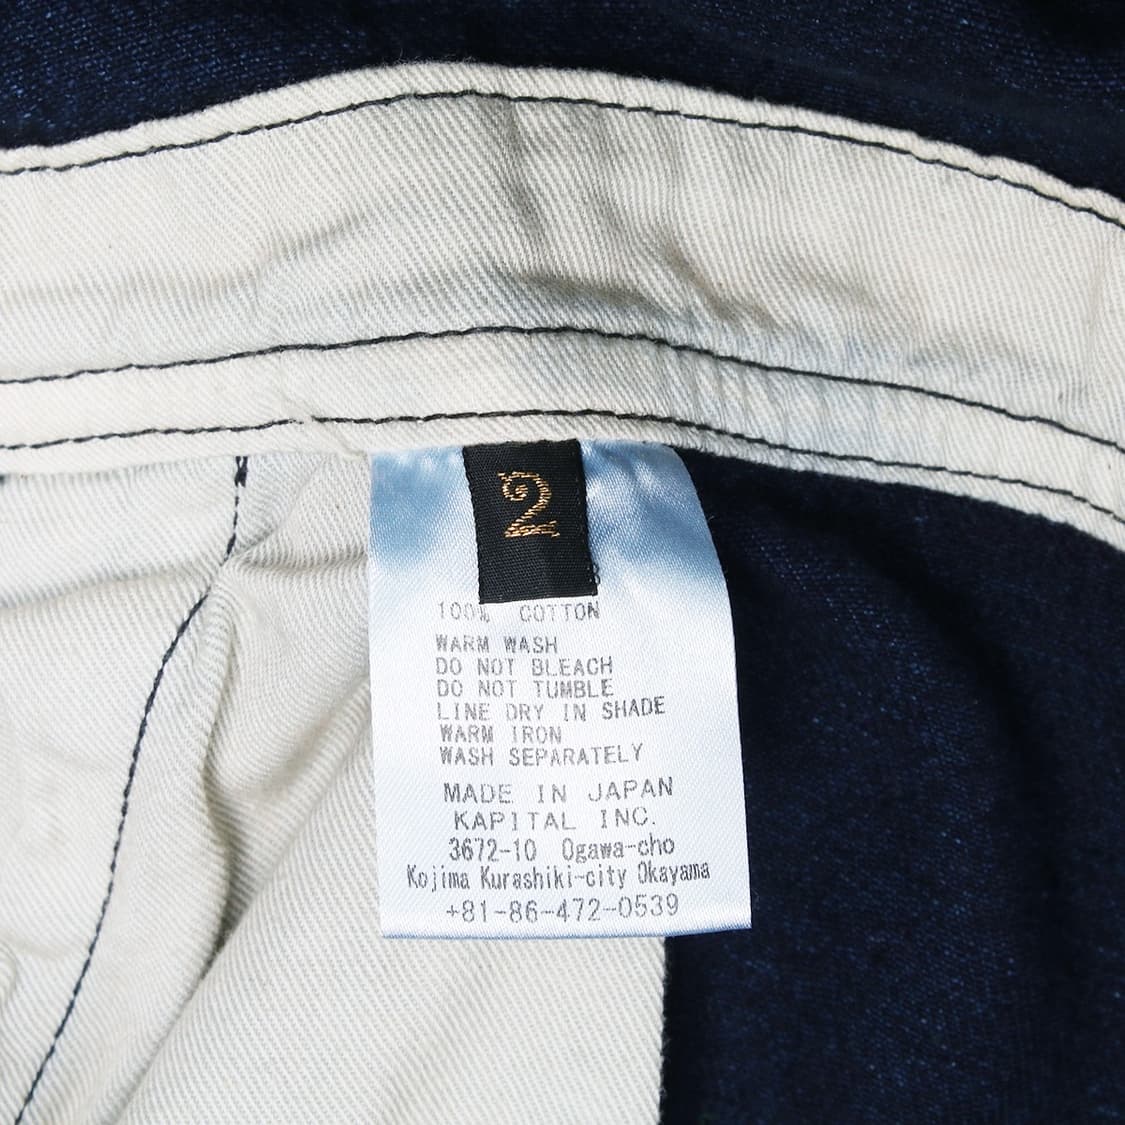 2
100% COTTON
WARM WASH
DO NOT BLEACH
DO NOT TUMBLE
LINE DRY IN SHADE
WARM IRON
WASH SEPARATELY
MADE IN JAPAN
KAPITAL INC.
3672-10 Ogawa-cho
Kojima Kurashiki-city Okayama
+81-86-472-0539